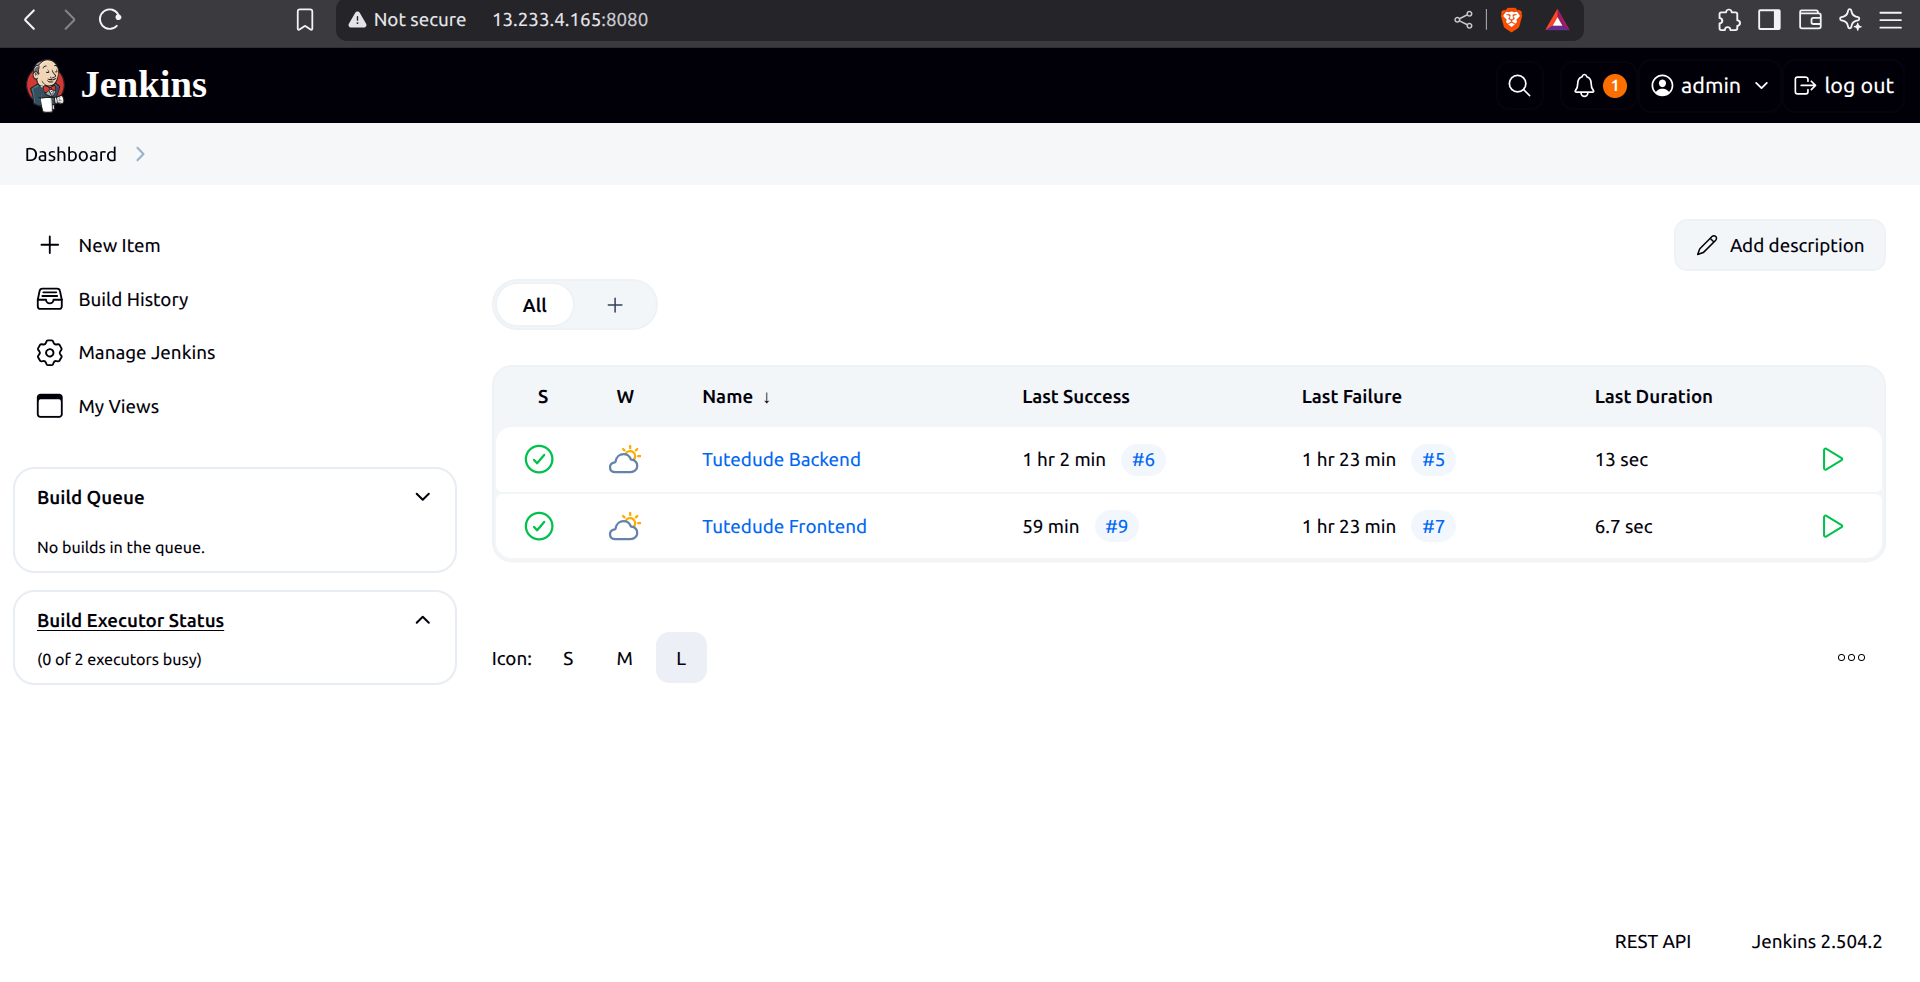 Not secure 13.233.4.165:8080
Jenkins
1 admin log out
Dashboard
New Item
Build History
Manage Jenkins
My Views
Build Queue
No builds in the queue.
Build Executor Status
(0 of 2 executors busy)
Add description
All +
S W Name ↓ Last Success Last Failure Last Duration
Tutedude Backend 1 hr 2 min #6 1 hr 23 min #5 13 sec
Tutedude Frontend 59 min #9 1 hr 23 min #7 6.7 sec
Icon: S M L
REST API Jenkins 2.504.2